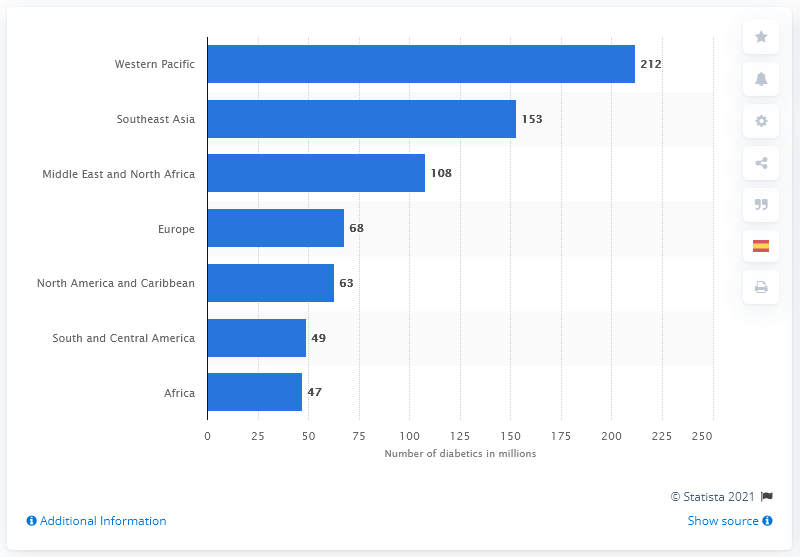 Western Pacific 212
Southeast Asia 153
Middle East and North Africa 108
Europe 68
North America and Caribbean 63
South and Central America 49
Africa 47
0 25 50 75 100 125 150 175 200 225 250
Number of diabetics in millions
© Statista 2021
Additional Information
Show source